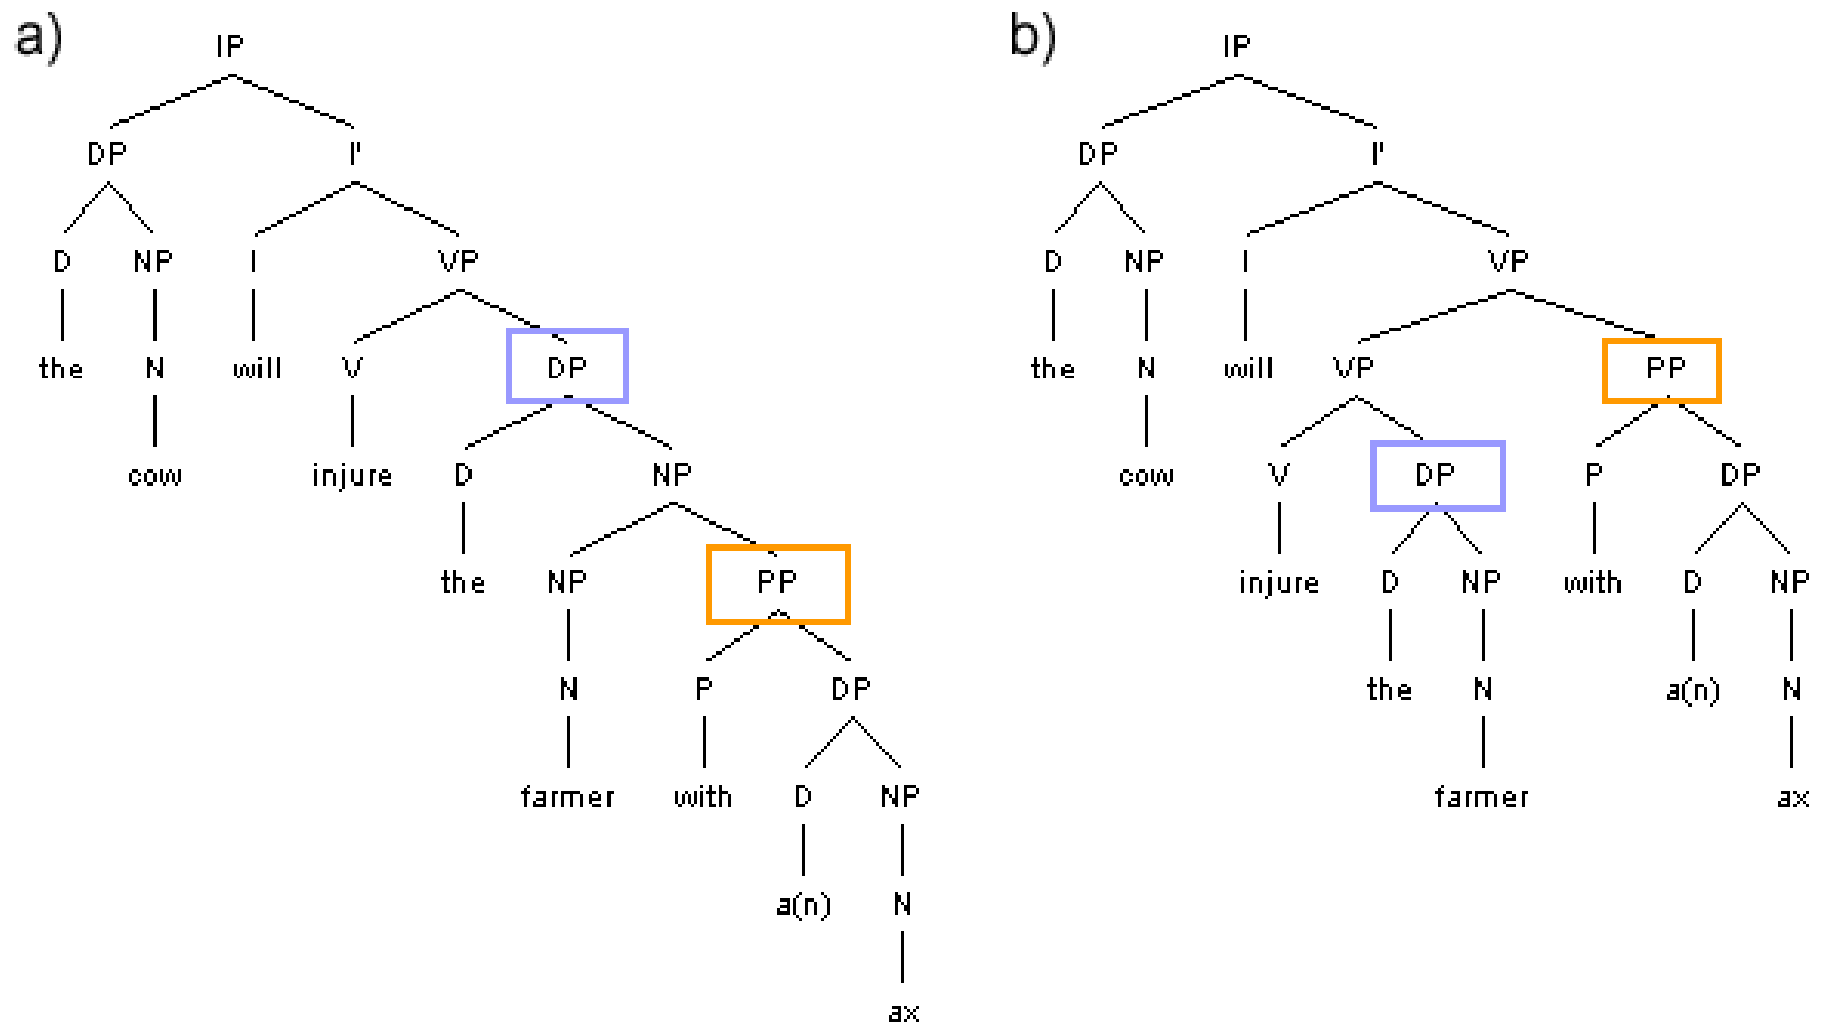 a) IP b) IP
DP I' DP I'
D NP I VP D NP I VP
the N will V DP the N will VP PP
cow injure D NP cow V DP P DP
the NP PP injure D NP with D NP
N P DP the N a(n) N
farmer with D NP farmer ax
a(n) N
ax